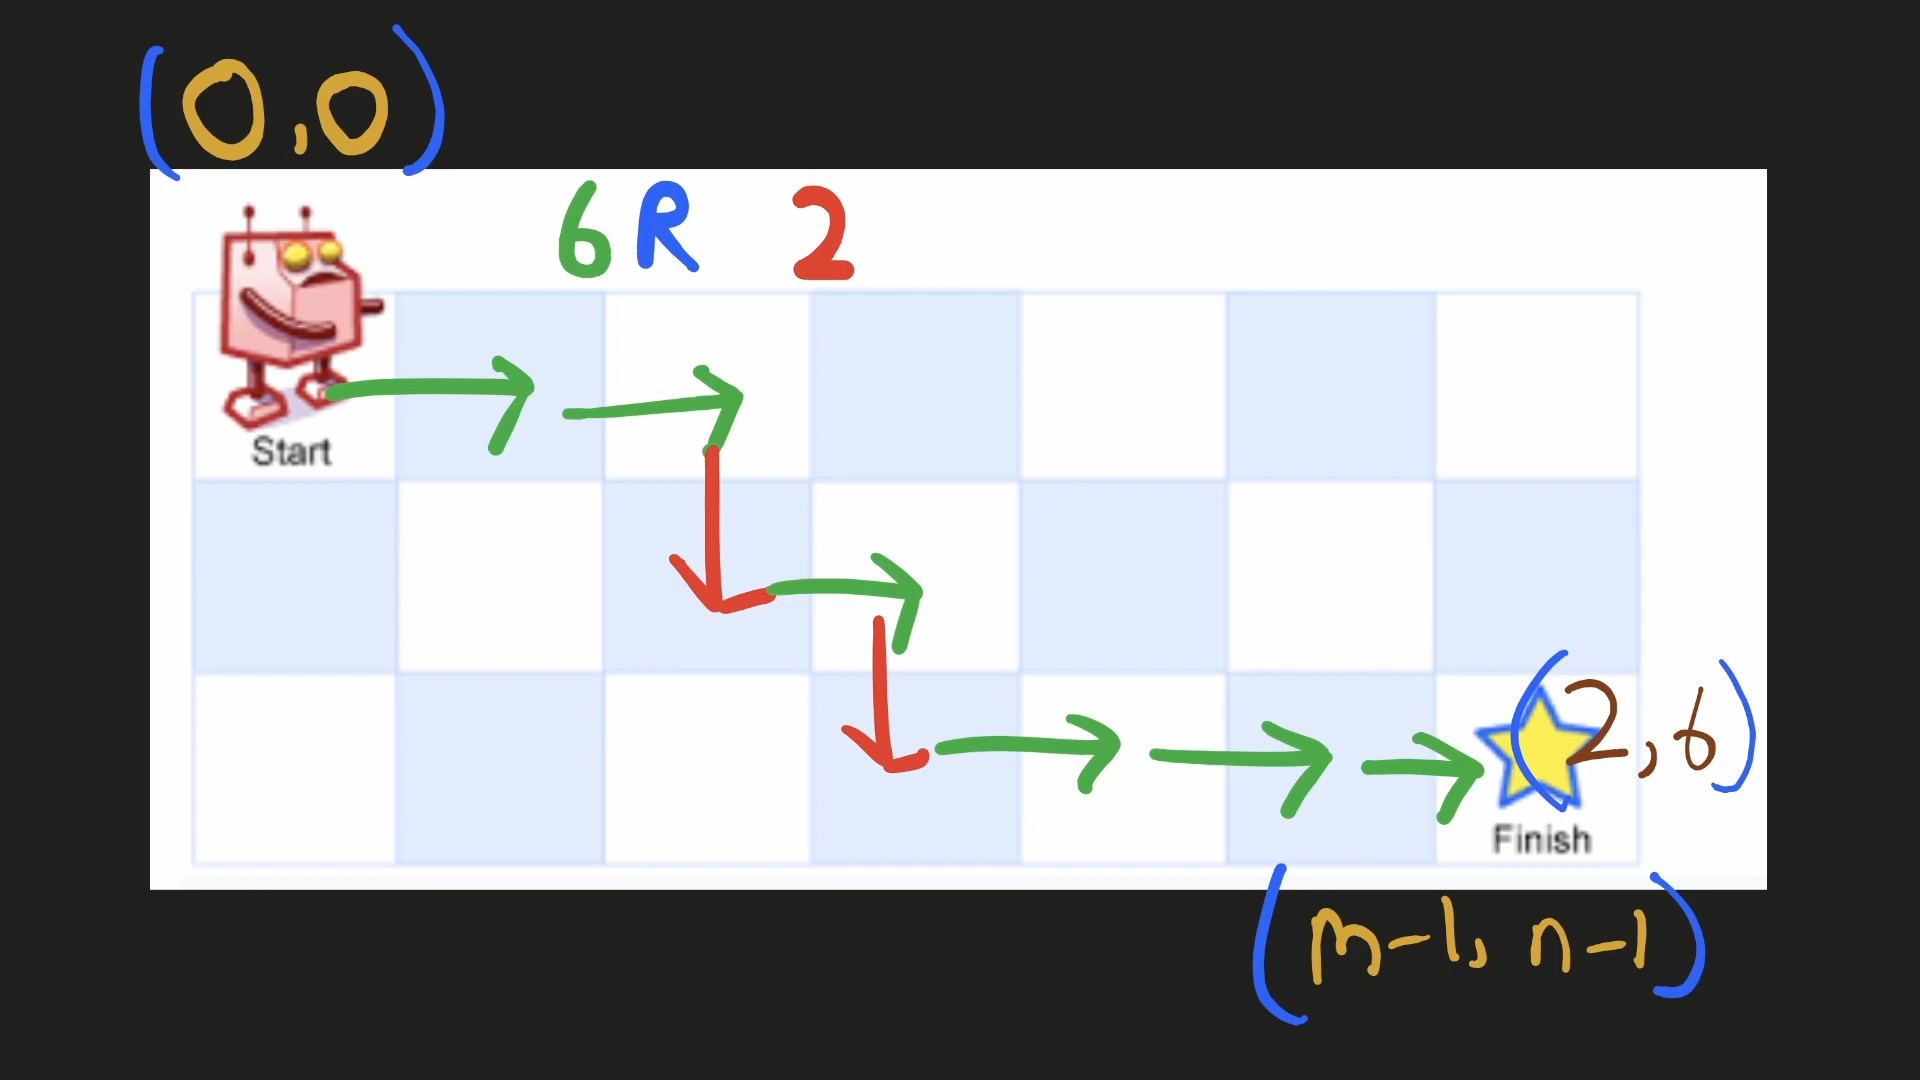 (0,0)
6R 2
Start
(2,6)
Finish
(m-1, n-1)